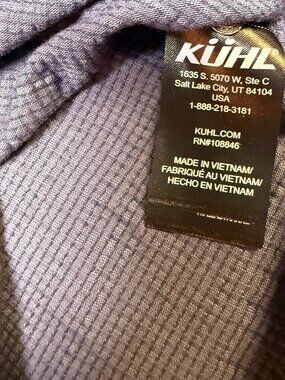 KÜHL
1635 S. 5070 W, Ste C
Salt Lake City, UT 84104
USA
1-888-218-3181
KUHL.COM
RN#108846
MADE IN VIETNAM/
FABRIQUÉ AU VIETNAM/
HECHO EN VIETNAM